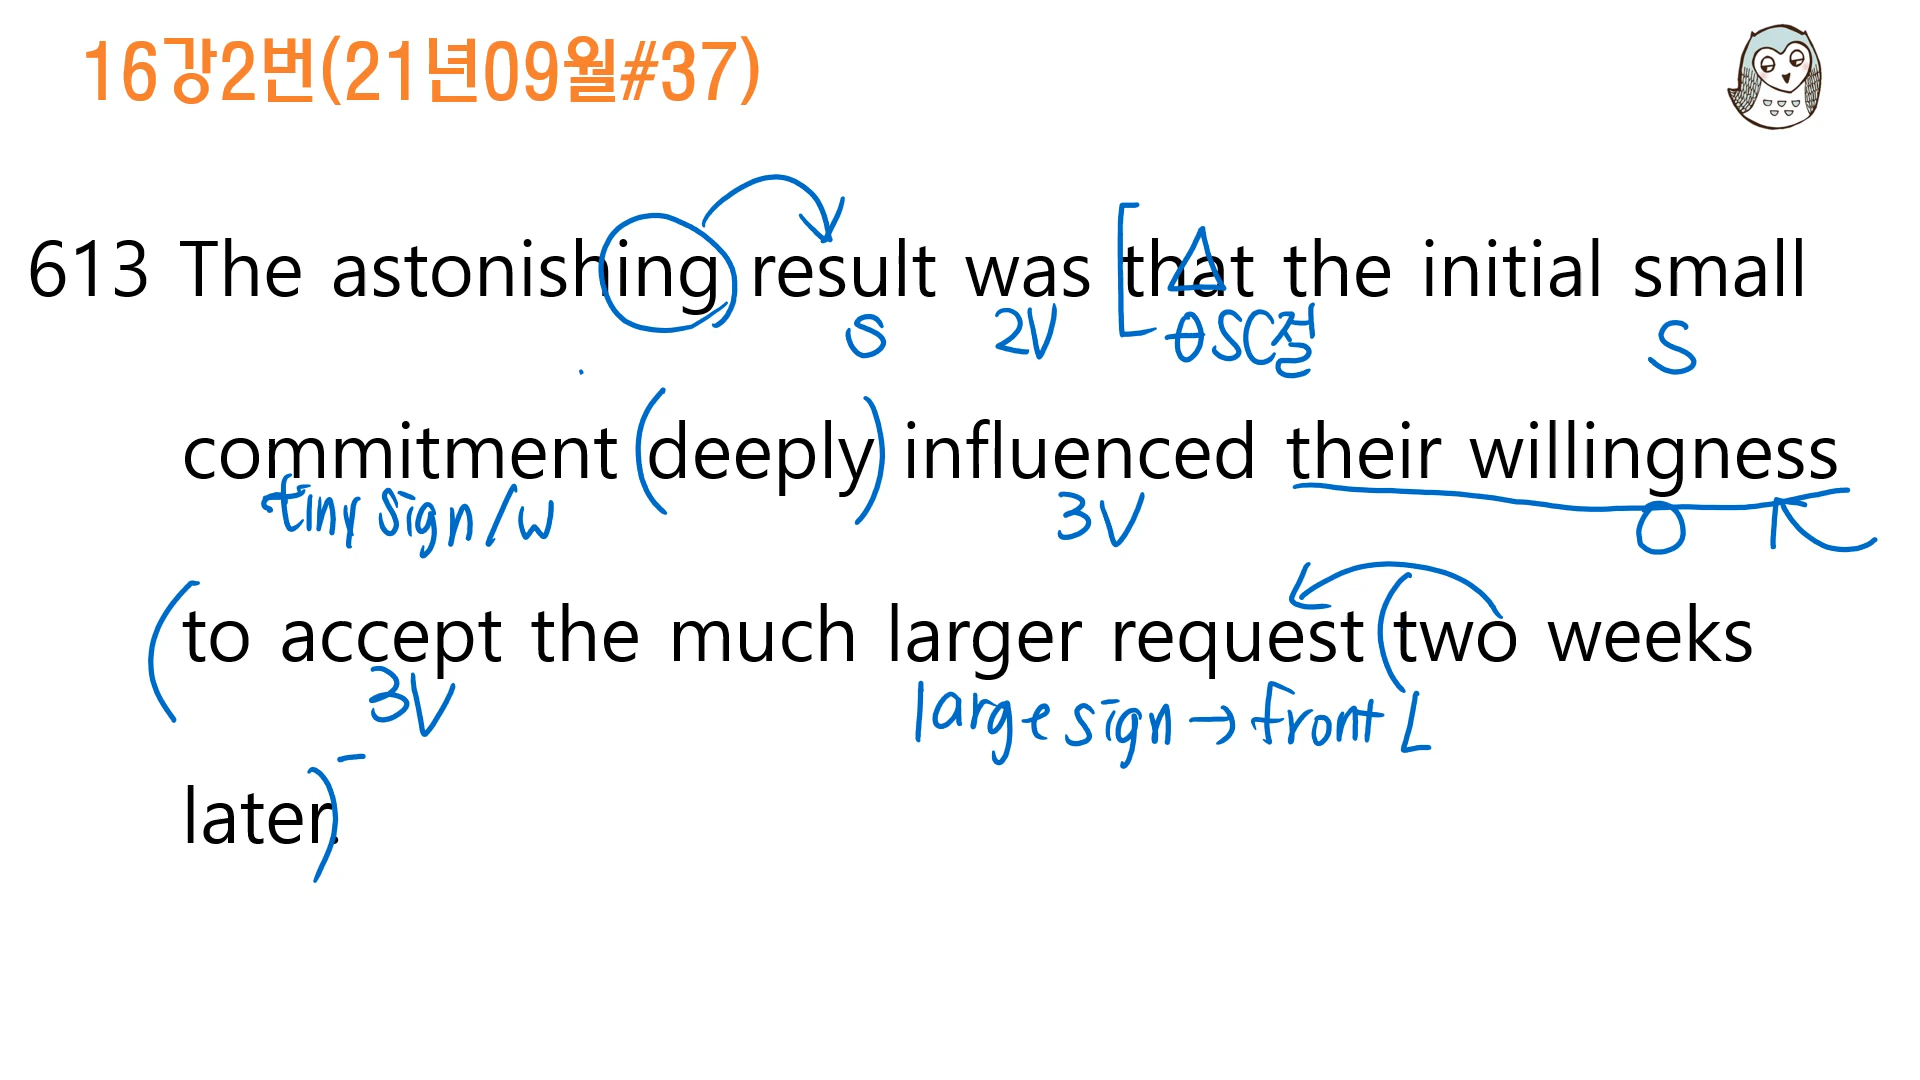 16강2번(21년09월#37)
613 The astonishing result was that the initial small
S 2V θSC절 S
commitment (deeply) influenced their willingness
tiny sign/w 3V O
(to accept the much larger request (two weeks
3V large sign → front L
later.)